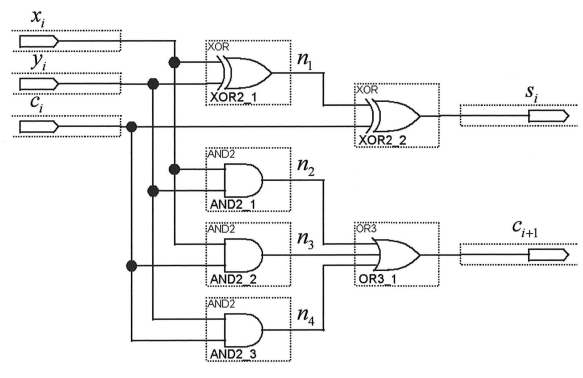 x_i
y_i
c_i
XOR
n_1
XOR2_1
XOR
s_i
XOR2_2
AND2
n_2
AND2_1
AND2
n_3
OR3
c_{i+1}
AND2_2
OR3_1
AND2
n_4
AND2_3